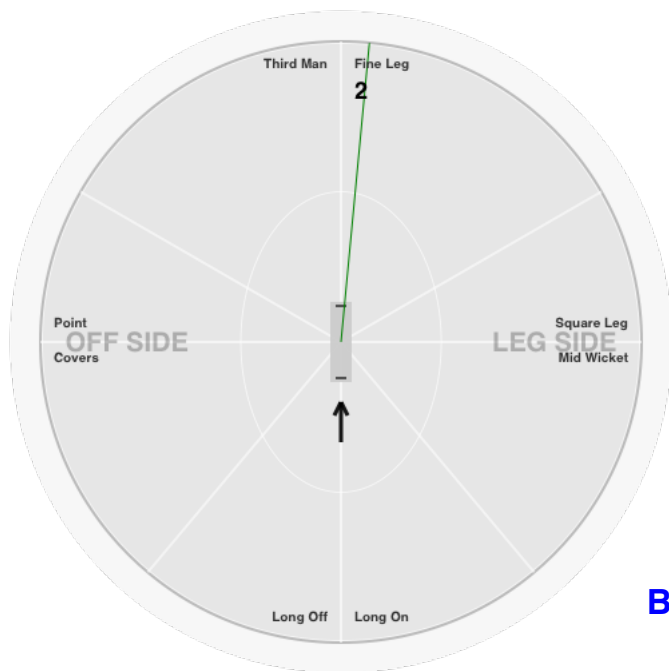 Third Man
Fine Leg
2
Point
OFF SIDE
Covers
Square Leg
LEG SIDE
Mid Wicket
Long Off
Long On
B